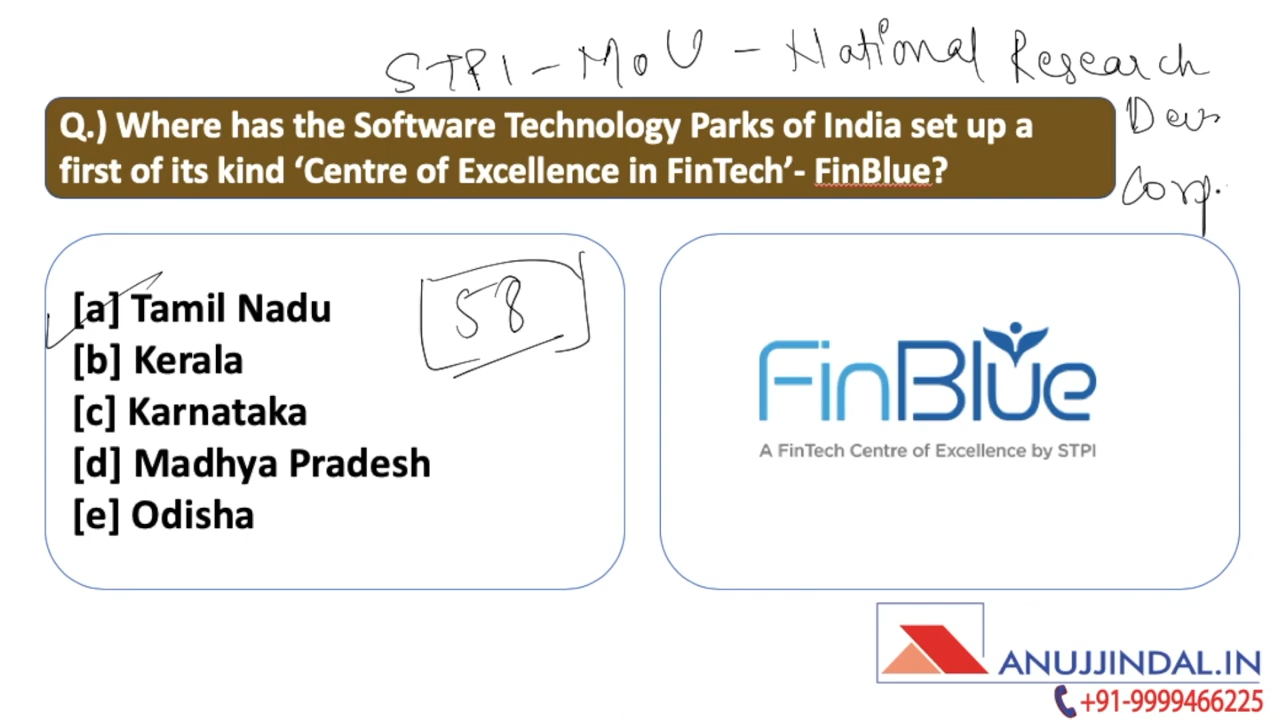 STPI - MoU - National Research
Dev.
Corp.
Q.) Where has the Software Technology Parks of India set up a
first of its kind ‘Centre of Excellence in FinTech’- FinBlue?
[a] Tamil Nadu
[b] Kerala
[c] Karnataka
[d] Madhya Pradesh
[e] Odisha
58
FinBlue
A FinTech Centre of Excellence by STPI
ANUJJINDAL.IN
+91-9999466225